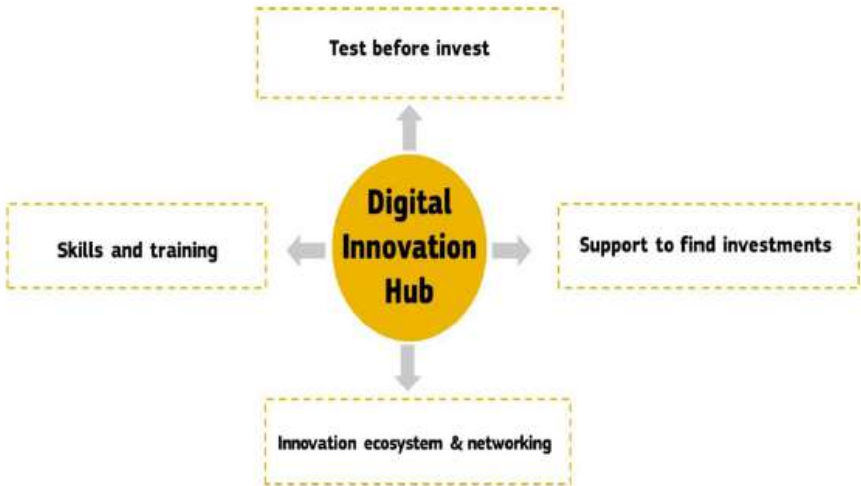 Test before invest
Digital
Innovation
Hub
Skills and training
Support to find investments
Innovation ecosystem & networking